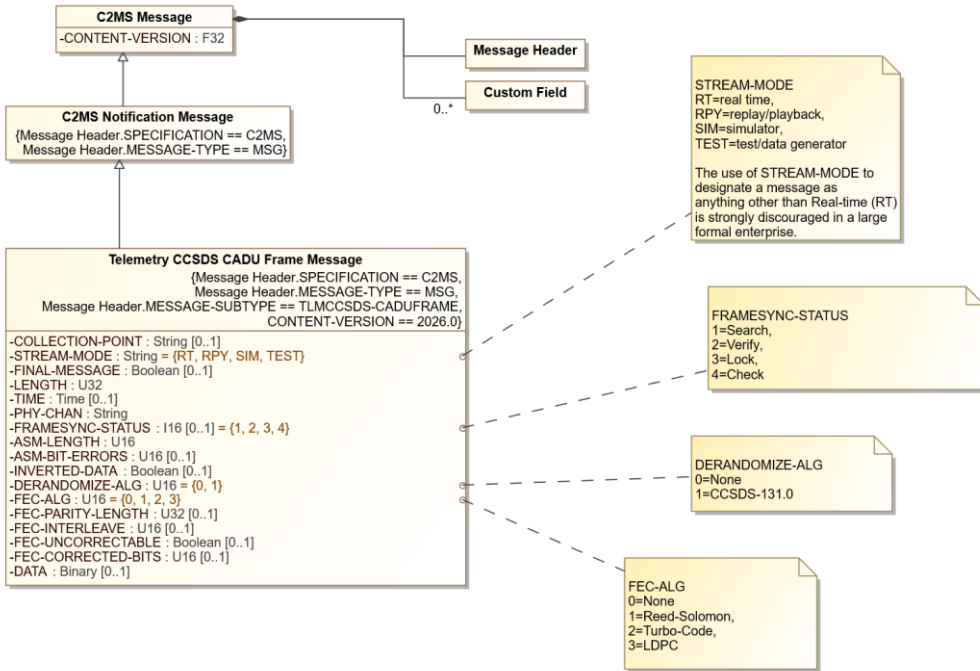 C2MS Message
-CONTENT-VERSION : F32
Message Header
Custom Field
0..*
C2MS Notification Message
{Message Header.SPECIFICATION == C2MS,
Message Header.MESSAGE-TYPE == MSG}
STREAM-MODE
RT=real time,
RPY=replay/playback,
SIM=simulator,
TEST=test/data generator
The use of STREAM-MODE to
designate a message as
anything other than Real-time (RT)
is strongly discouraged in a large
formal enterprise.
Telemetry CCSDS CADU Frame Message
{Message Header.SPECIFICATION == C2MS,
Message Header.MESSAGE-TYPE == MSG,
Message Header.MESSAGE-SUBTYPE == TLMCCSDS-CADUFRAME,
CONTENT-VERSION == 2026.0}
-COLLECTION-POINT : String [0..1]
-STREAM-MODE : String = {RT, RPY, SIM, TEST}
-FINAL-MESSAGE : Boolean [0..1]
-LENGTH : U32
-TIME : Time [0..1]
-PHY-CHAN : String
-FRAMESYNC-STATUS : I16 [0..1] = {1, 2, 3, 4}
-ASM-LENGTH : U16
-ASM-BIT-ERRORS : U16 [0..1]
-INVERTED-DATA : Boolean [0..1]
-DERANDOMIZE-ALG : U16 = {0, 1}
-FEC-ALG : U16 = {0, 1, 2, 3}
-FEC-PARITY-LENGTH : U32 [0..1]
-FEC-INTERLEAVE : U16 [0..1]
-FEC-UNCORRECTABLE : Boolean [0..1]
-FEC-CORRECTED-BITS : U16 [0..1]
-DATA : Binary [0..1]
FRAMESYNC-STATUS
1=Search,
2=Verify,
3=Lock,
4=Check
DERANDOMIZE-ALG
0=None
1=CCSDS-131.0
FEC-ALG
0=None
1=Reed-Solomon,
2=Turbo-Code,
3=LDPC